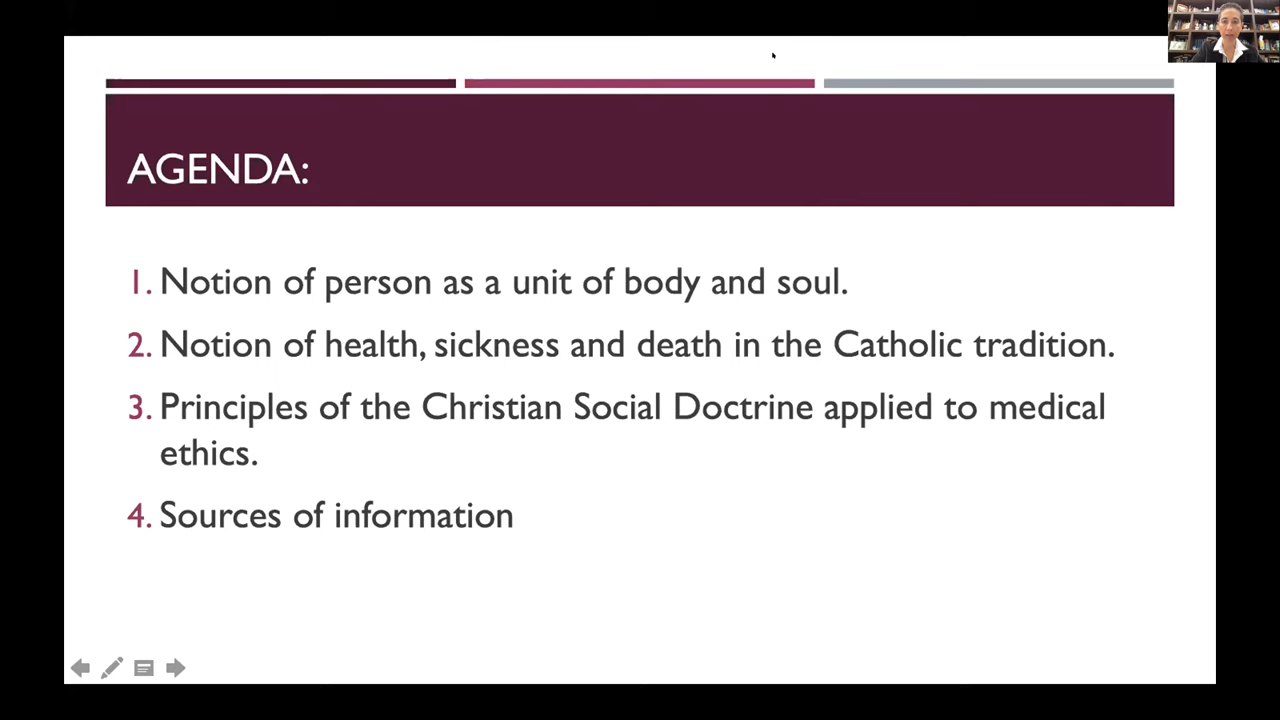 AGENDA:
1. Notion of person as a unit of body and soul.
2. Notion of health, sickness and death in the Catholic tradition.
3. Principles of the Christian Social Doctrine applied to medical
ethics.
4. Sources of information